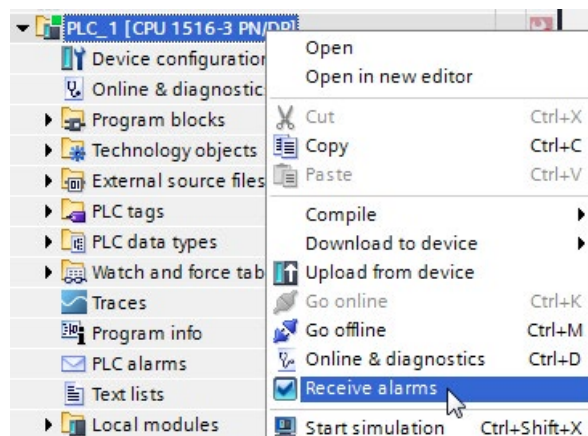 PLC_1 [CPU 1516-3 PN/DP]
Device configuration
Online & diagnostic
Program blocks
Technology objects
External source files
PLC tags
PLC data types
Watch and force tab
Traces
Program info
PLC alarms
Text lists
Local modules
Open
Open in new editor
Cut Ctrl+X
Copy Ctrl+C
Paste Ctrl+V
Compile
Download to device
Upload from device
Go online Ctrl+K
Go offline Ctrl+M
Online & diagnostics Ctrl+D
Receive alarms
Start simulation Ctrl+Shift+X